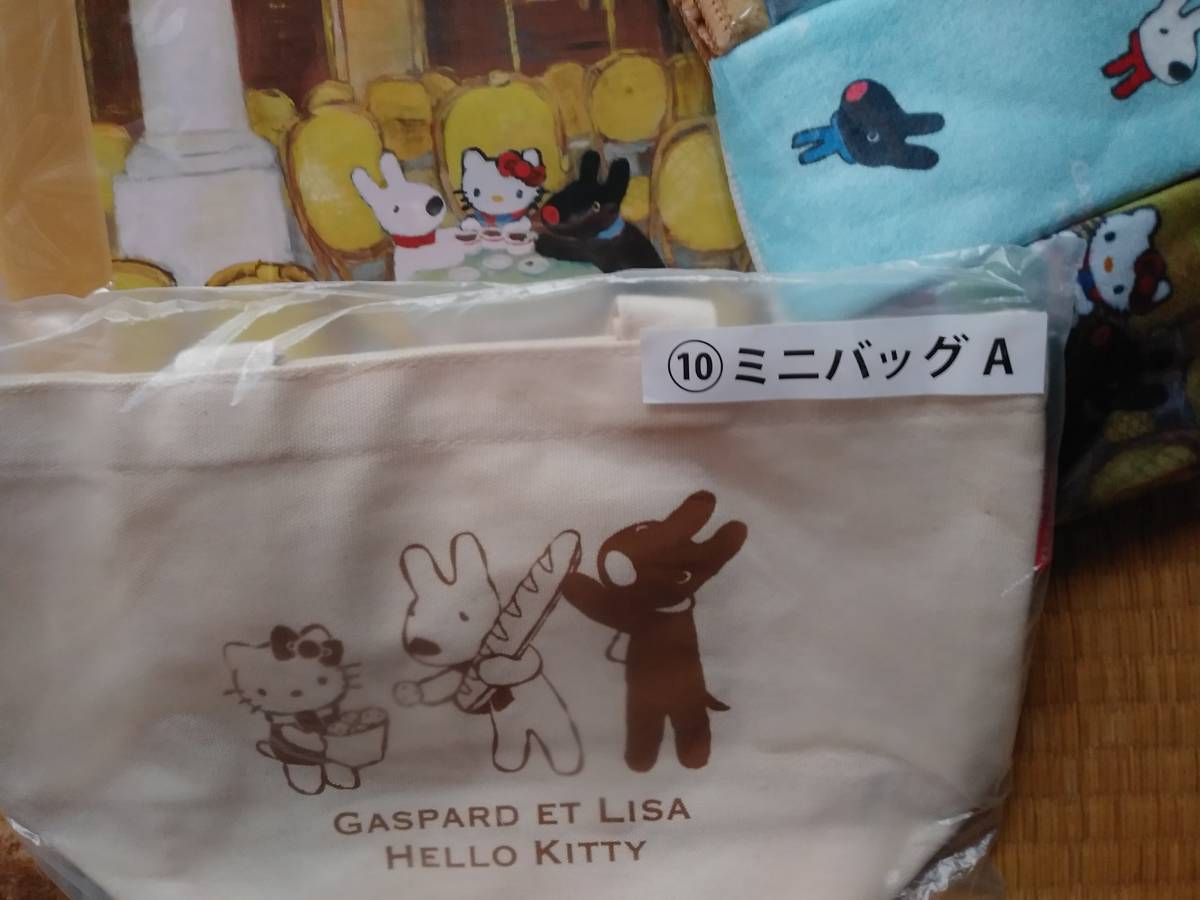 ⑩ミニバッグ A
GASPARD ET LISA
HELLO KITTY